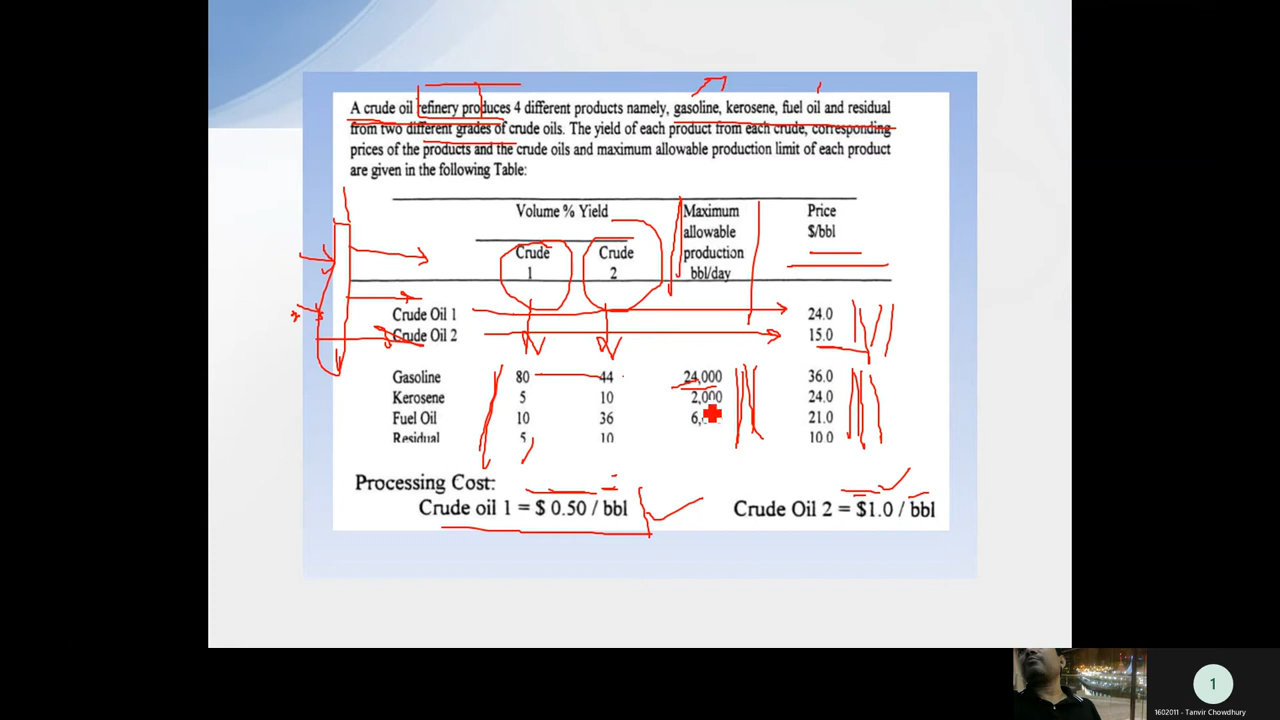 A crude oil refinery produces 4 different products namely, gasoline, kerosene, fuel oil and residual
from two different grades of crude oils. The yield of each product from each crude, corresponding
prices of the products and the crude oils and maximum allowable production limit of each product
are given in the following Table:
Volume % Yield Maximum Price
allowable $/bbl
Crude Crude production
1 2 bbl/day
Crude Oil 1 24.0
Crude Oil 2 15.0
Gasoline 80 44 24,000 36.0
Kerosene 5 10 2,000 24.0
Fuel Oil 10 36 21.0
Residual 5 10 10.0
Processing Cost:
Crude oil 1 = $ 0.50 / bbl Crude Oil 2 = $1.0 / bbl
1
1602011 - Tanvir Chowdhury